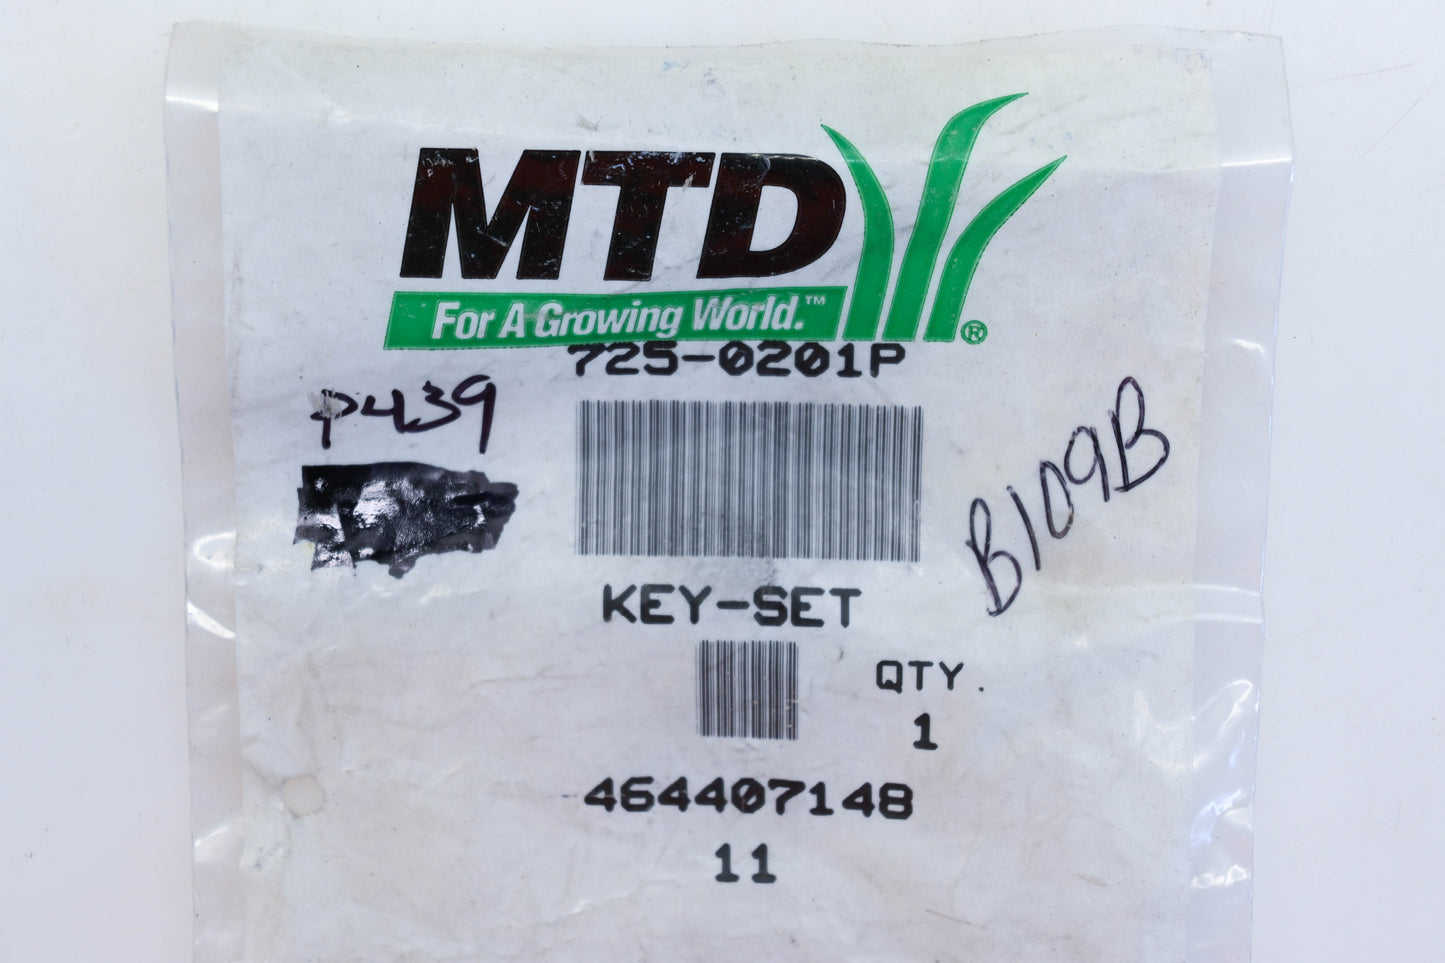 MTD
For A Growing World.™
®
725-0201P
P439
B109B
KEY-SET
QTY.
1
464407148
11